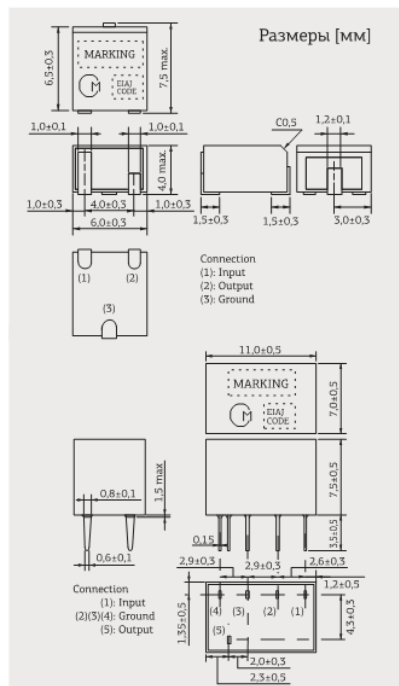 Размеры [мм]
6,5±0,3
MARKING
M
EIAJ
CODE
7,5 max.
1,0±0,1
1,0±0,1
4,0 max.
1,0±0,3
4,0±0,3
1,0±0,3
6,0±0,3
C0,5
1,2±0,1
1,5±0,3
1,5±0,3
3,0±0,3
(1)
(2)
(3)
Connection
(1): Input
(2): Output
(3): Ground
11,0±0,5
MARKING
M
EIAJ
CODE
7,0±0,5
0,8±0,1
1,5 max
0,6±0,1
7,5±0,5
3,5±0,5
0,15
2,9±0,3
2,9±0,3
2,6±0,3
1,2±0,5
Connection
(1): Input
(2)(3)(4): Ground
(5): Output
1,35±0,5
(4)
(3)
(2)
(1)
(5)
4,3±0,3
2,0±0,3
2,3±0,5